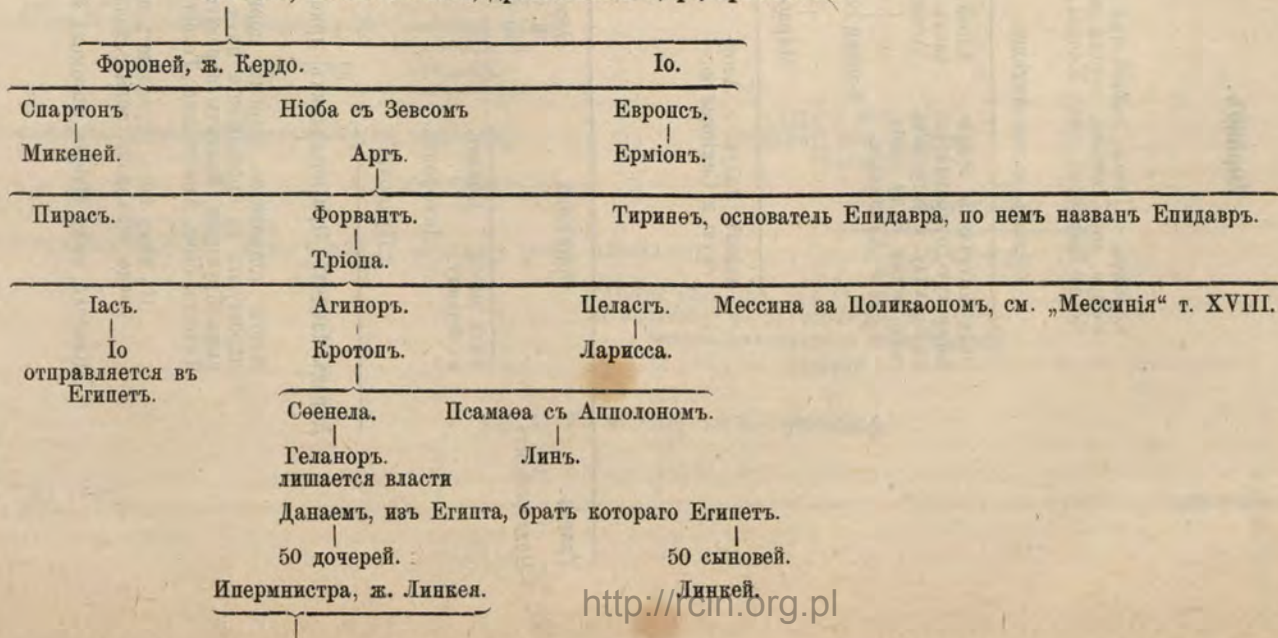 Фороней, ж. Кердо. Іо.
Спартонъ Ніоба съ Зевсомъ Европсъ.
Микеней. Аргъ. Ерміонъ.
Пирасъ. Форвантъ. Тиринѳъ, основатель Епидавра, по немъ названъ Епидавръ.
Тріопа.
Іасъ. Агиноръ. Пеласгъ. Мессина за Поликаопомъ, см. „Мессинія“ т. XVIII.
Іо Кротопъ. Ларисса.
отправляется въ
Египетъ.
Сѳенела. Псамаѳа съ Апполономъ.
Геланоръ. Линъ.
лишается власти
Данаемъ, изъ Египта, братъ котораго Египетъ.
50 дочерей. 50 сыновей.
Ипермнистра, ж. Линкея. Линкей.
http://rcin.org.pl